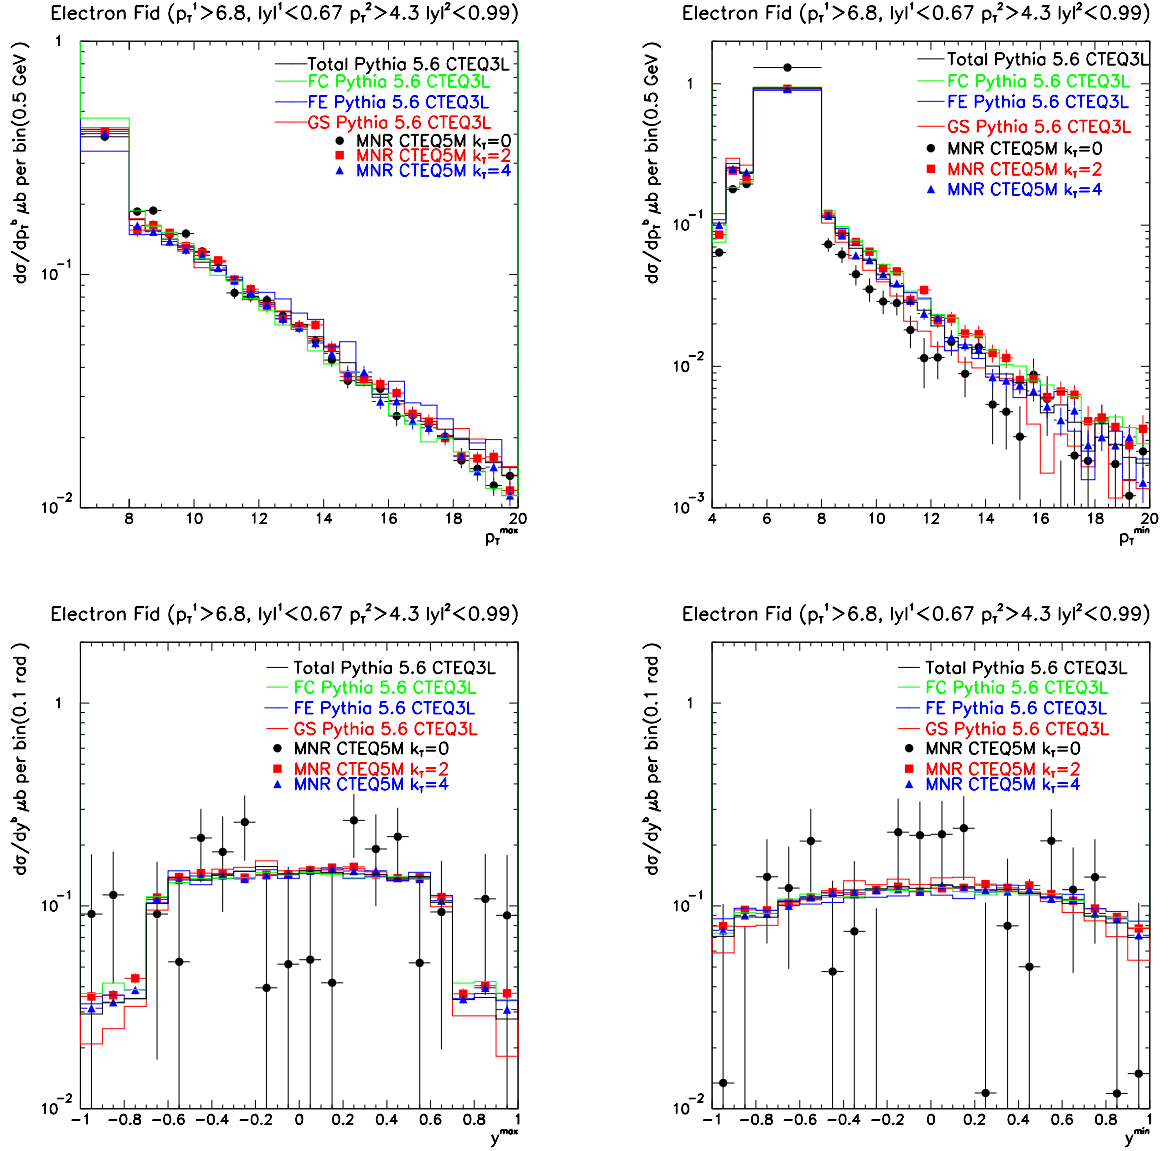 Electron Fid (p_T^1>6.8, |y|^1<0.67 p_T^2>4.3 |y|^2<0.99)
dσ/dp_T^b μb per bin(0.5 GeV)
1
10^-1
10^-2
Total Pythia 5.6 CTEQ3L
FC Pythia 5.6 CTEQ3L
FE Pythia 5.6 CTEQ3L
GS Pythia 5.6 CTEQ3L
MNR CTEQ5M k_T=0
MNR CTEQ5M k_T=2
MNR CTEQ5M k_T=4
8 10 12 14 16 18 20
p_T^max
Electron Fid (p_T^1>6.8, |y|^1<0.67 p_T^2>4.3 |y|^2<0.99)
dσ/dp_T^b μb per bin(0.5 GeV)
1
10^-1
10^-2
10^-3
Total Pythia 5.6 CTEQ3L
FC Pythia 5.6 CTEQ3L
FE Pythia 5.6 CTEQ3L
GS Pythia 5.6 CTEQ3L
MNR CTEQ5M k_T=0
MNR CTEQ5M k_T=2
MNR CTEQ5M k_T=4
4 6 8 10 12 14 16 18 20
p_T^min
Electron Fid (p_T^1>6.8, |y|^1<0.67 p_T^2>4.3 |y|^2<0.99)
dσ/dy^b μb per bin(0.1 rad)
1
10^-1
10^-2
Total Pythia 5.6 CTEQ3L
FC Pythia 5.6 CTEQ3L
FE Pythia 5.6 CTEQ3L
GS Pythia 5.6 CTEQ3L
MNR CTEQ5M k_T=0
MNR CTEQ5M k_T=2
MNR CTEQ5M k_T=4
-1 -0.8 -0.6 -0.4 -0.2 0 0.2 0.4 0.6 0.8 1
y^max
Electron Fid (p_T^1>6.8, |y|^1<0.67 p_T^2>4.3 |y|^2<0.99)
dσ/dy^b μb per bin(0.1 rad)
1
10^-1
10^-2
Total Pythia 5.6 CTEQ3L
FC Pythia 5.6 CTEQ3L
FE Pythia 5.6 CTEQ3L
GS Pythia 5.6 CTEQ3L
MNR CTEQ5M k_T=0
MNR CTEQ5M k_T=2
MNR CTEQ5M k_T=4
-1 -0.8 -0.6 -0.4 -0.2 0 0.2 0.4 0.6 0.8 1
y^min